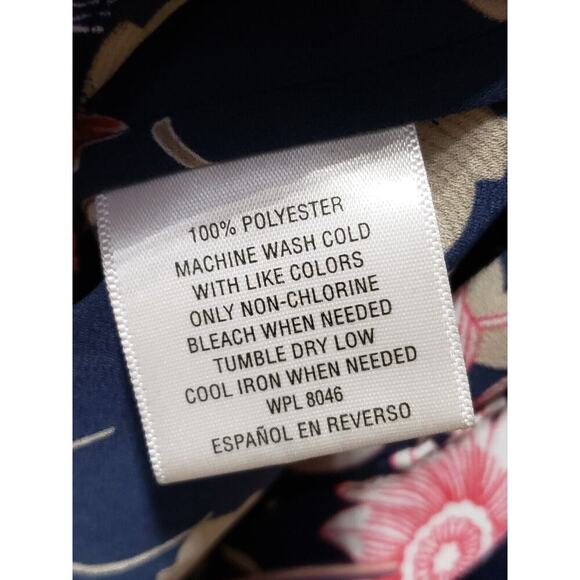 100% POLYESTER
MACHINE WASH COLD
WITH LIKE COLORS
ONLY NON-CHLORINE
BLEACH WHEN NEEDED
TUMBLE DRY LOW
COOL IRON WHEN NEEDED
WPL 8046
ESPAÑOL EN REVERSO